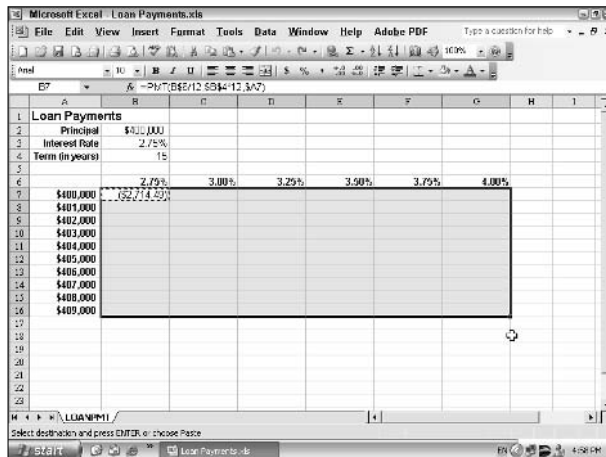 Microsoft Excel - Loan Payments.xls
File Edit View Insert Format Tools Data Window Help Adobe PDF Type a question for help
100%
Arial 10 B I U $ % ,
B7 fx =PMT(B$6/12,$B$4*12,$A7)
A B C D E F G H I
1 Loan Payments
2 Principal $400,000
3 Interest Rate 2.75%
4 Term (in years) 15
5
6 2.75% 3.00% 3.25% 3.50% 3.75% 4.00%
7 $400,000 ($2,714.49)
8 $401,000
9 $402,000
10 $403,000
11 $404,000
12 $405,000
13 $406,000
14 $407,000
15 $408,000
16 $409,000
17
18
19
20
21
22
23
LOANPMT
Select destination and press ENTER or choose Paste
start Loan Payments.xls EN 4:58 PM